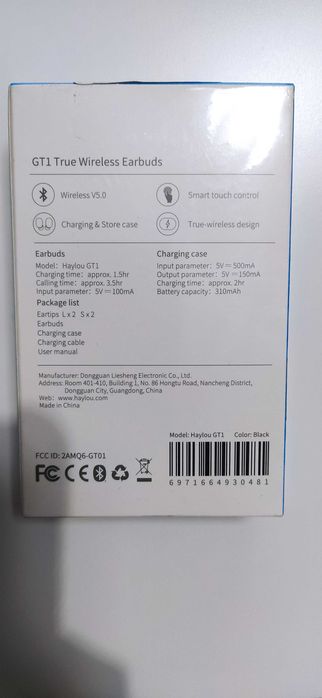 GT1 True Wireless Earbuds
Wireless V5.0
Smart touch control
Charging & Store case
True-wireless design
Earbuds
Model: Haylou GT1
Charging time: approx. 1.5hr
Calling time: approx. 3.5hr
Input parameter: 5V⎓100mA
Package list
Eartips L x 2 S x 2
Earbuds
Charging case
Charging cable
User manual
Charging case
Input parameter: 5V⎓500mA
Output parameter: 5V⎓150mA
Charging time: approx. 2hr
Battery capacity: 310mAh
Manufacturer: Dongguan Liesheng Electronic Co., Ltd.
Address: Room 401-410, Building 1, No. 86 Hongtu Road, Nancheng District,
Dongguan City, Guangdong, China
Web: www.haylou.com
Made in China
Model: Haylou GT1 Color: Black
FCC ID: 2AMQ6-GT01
FC CE
6971664930481